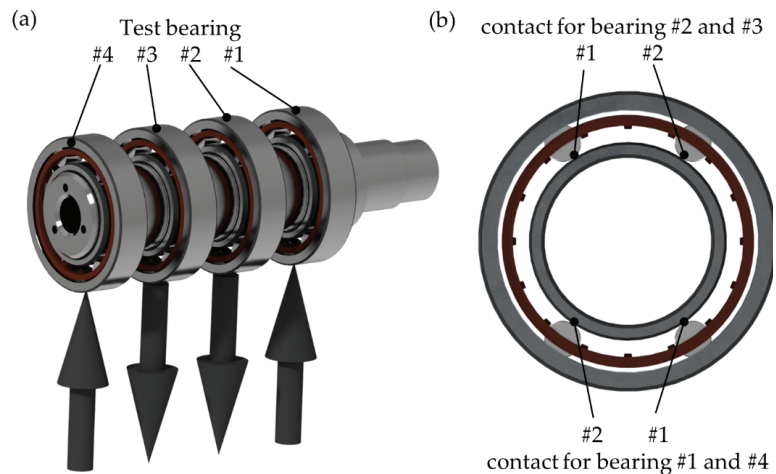 (a)
Test bearing
#4 #3 #2 #1
(b)
contact for bearing #2 and #3
#1 #2
#2 #1
contact for bearing #1 and #4